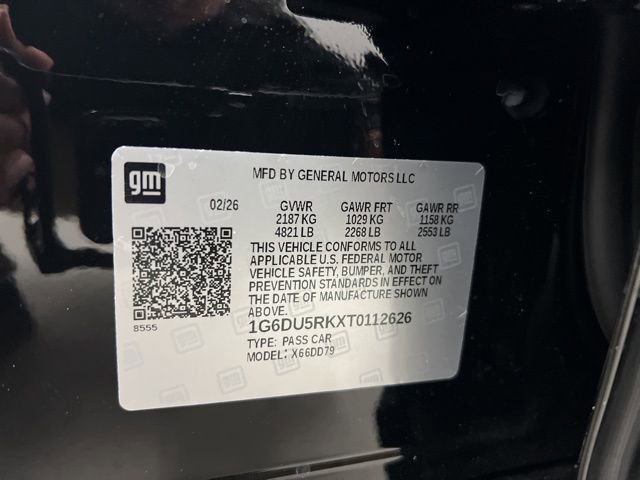 gm
MFD BY GENERAL MOTORS LLC
02/26 GVWR GAWR FRT GAWR RR
2187 KG 1029 KG 1158 KG
4821 LB 2268 LB 2553 LB
THIS VEHICLE CONFORMS TO ALL
APPLICABLE U.S. FEDERAL MOTOR
VEHICLE SAFETY, BUMPER, AND THEFT
PREVENTION STANDARDS IN EFFECT ON
THE DATE OF MANUFACTURE SHOWN
ABOVE.
8555
1G6DU5RKXT0112626
TYPE: PASS CAR
MODEL: X66DD79